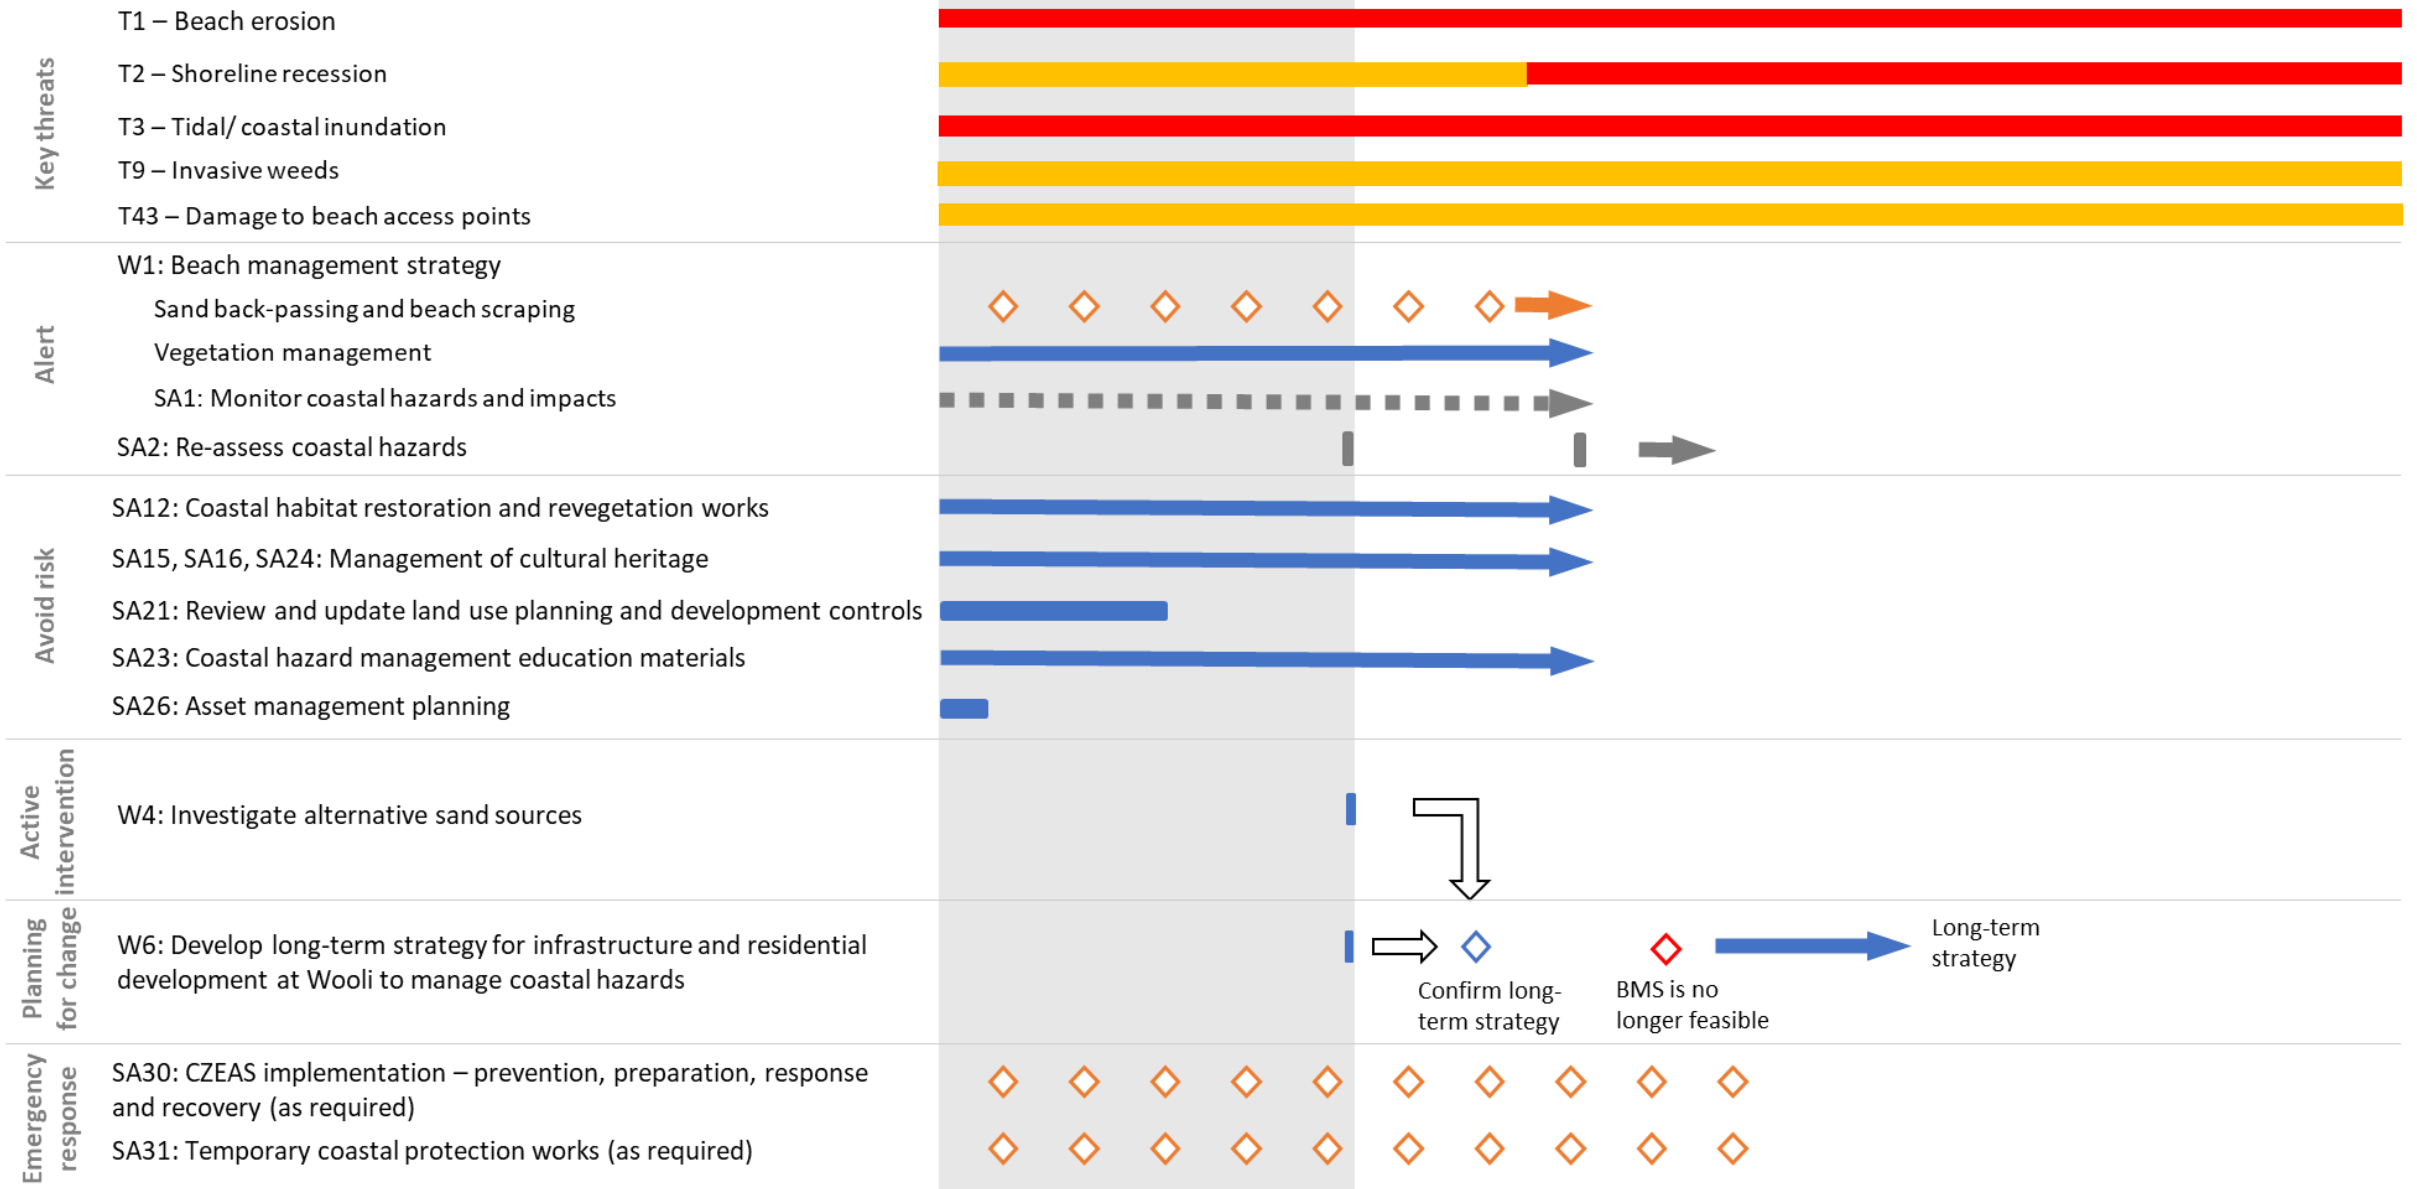 Key threats
T1 – Beach erosion
T2 – Shoreline recession
T3 – Tidal/ coastal inundation
T9 – Invasive weeds
T43 – Damage to beach access points
Alert
W1: Beach management strategy
Sand back-passing and beach scraping
Vegetation management
SA1: Monitor coastal hazards and impacts
SA2: Re-assess coastal hazards
Avoid risk
SA12: Coastal habitat restoration and revegetation works
SA15, SA16, SA24: Management of cultural heritage
SA21: Review and update land use planning and development controls
SA23: Coastal hazard management education materials
SA26: Asset management planning
Active
intervention
W4: Investigate alternative sand sources
Planning
for change
W6: Develop long-term strategy for infrastructure and residential
development at Wooli to manage coastal hazards
Confirm long-
term strategy
BMS is no
longer feasible
Long-term
strategy
Emergency
response
SA30: CZEAS implementation – prevention, preparation, response
and recovery (as required)
SA31: Temporary coastal protection works (as required)